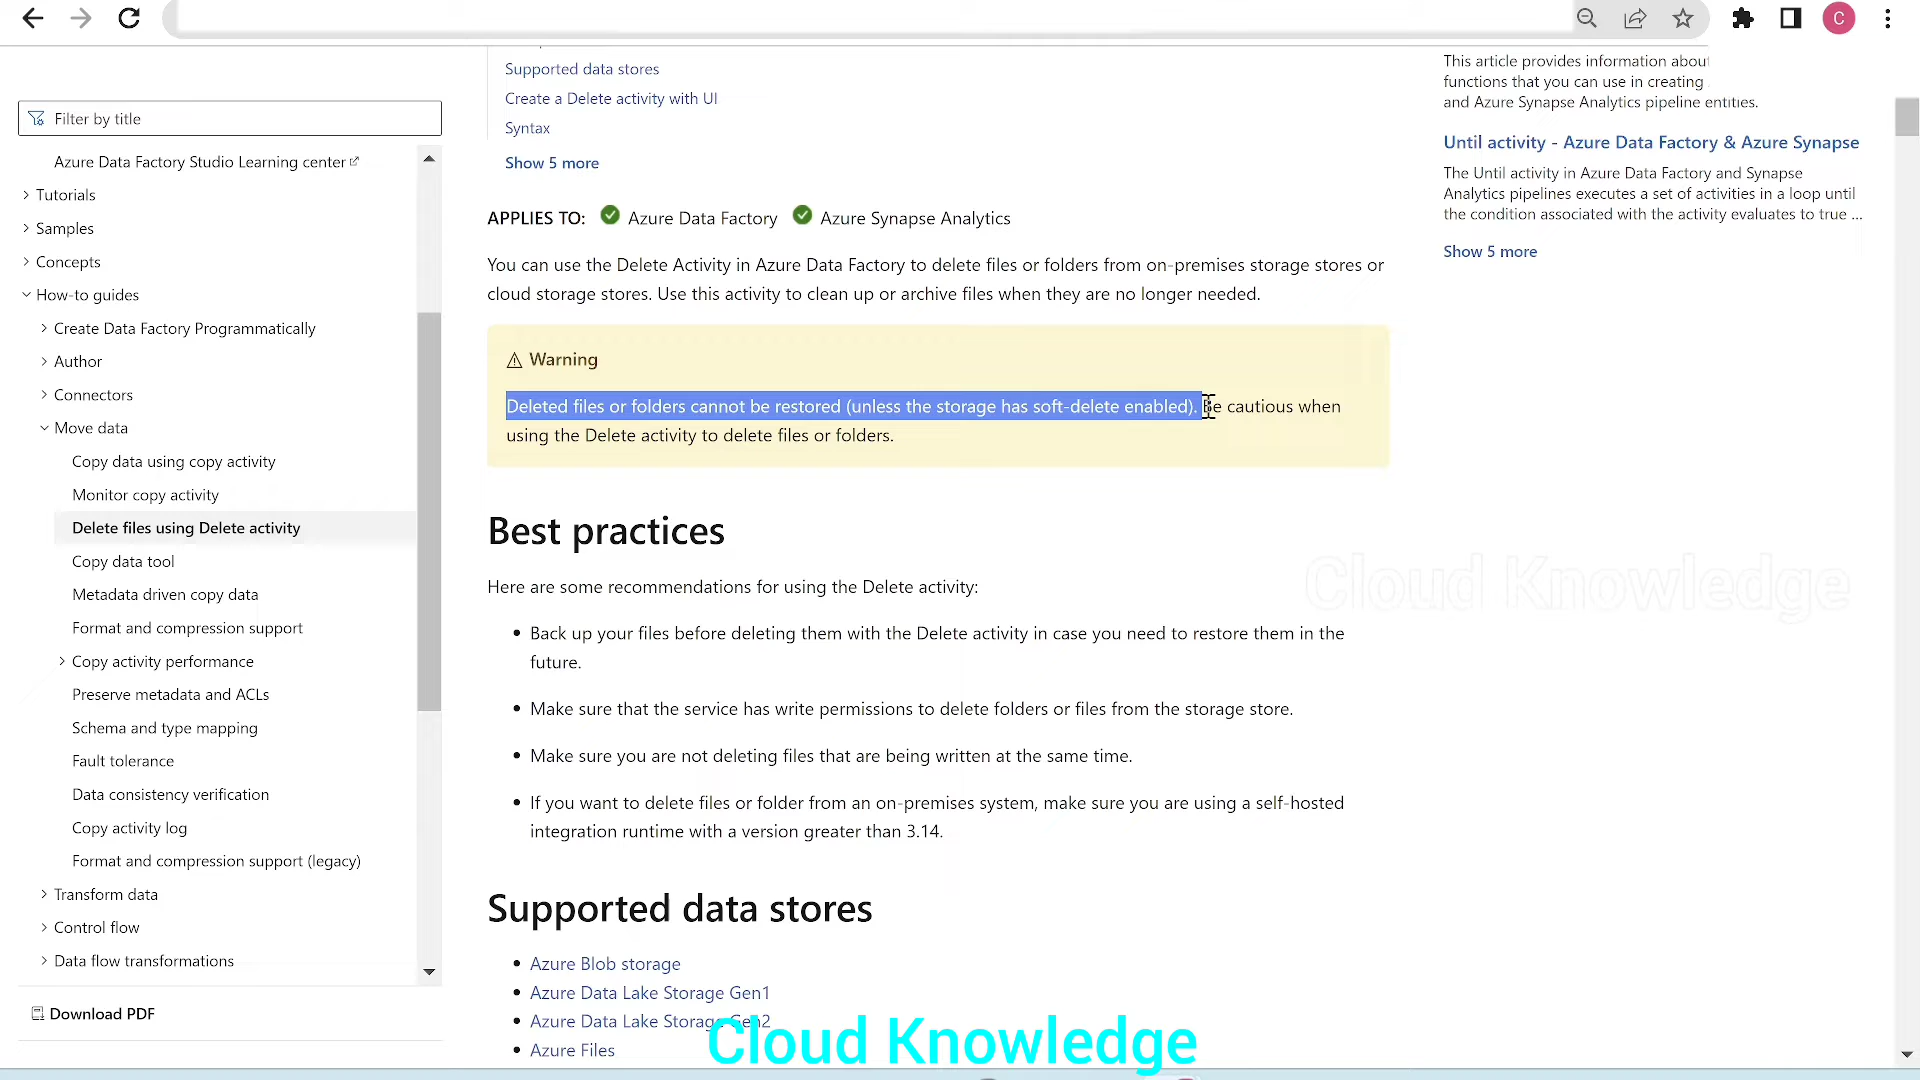 C
Filter by title
Azure Data Factory Studio Learning center
Tutorials
Samples
Concepts
How-to guides
Create Data Factory Programmatically
Author
Connectors
Move data
Copy data using copy activity
Monitor copy activity
Delete files using Delete activity
Copy data tool
Metadata driven copy data
Format and compression support
Copy activity performance
Preserve metadata and ACLs
Schema and type mapping
Fault tolerance
Data consistency verification
Copy activity log
Format and compression support (legacy)
Transform data
Control flow
Data flow transformations
Download PDF
Supported data stores
Create a Delete activity with UI
Syntax
Show 5 more
APPLIES TO: Azure Data Factory Azure Synapse Analytics
You can use the Delete Activity in Azure Data Factory to delete files or folders from on-premises storage stores or
cloud storage stores. Use this activity to clean up or archive files when they are no longer needed.
Warning
Deleted files or folders cannot be restored (unless the storage has soft-delete enabled). Be cautious when
using the Delete activity to delete files or folders.
Best practices
Here are some recommendations for using the Delete activity:
• Back up your files before deleting them with the Delete activity in case you need to restore them in the
future.
• Make sure that the service has write permissions to delete folders or files from the storage store.
• Make sure you are not deleting files that are being written at the same time.
• If you want to delete files or folder from an on-premises system, make sure you are using a self-hosted
integration runtime with a version greater than 3.14.
Supported data stores
• Azure Blob storage
• Azure Data Lake Storage Gen1
• Azure Data Lake Storage Gen2
• Azure Files
This article provides information about
functions that you can use in creating
and Azure Synapse Analytics pipeline entities.
Until activity - Azure Data Factory & Azure Synapse
The Until activity in Azure Data Factory and Synapse
Analytics pipelines executes a set of activities in a loop until
the condition associated with the activity evaluates to true ...
Show 5 more
Cloud Knowledge
Cloud Knowledge